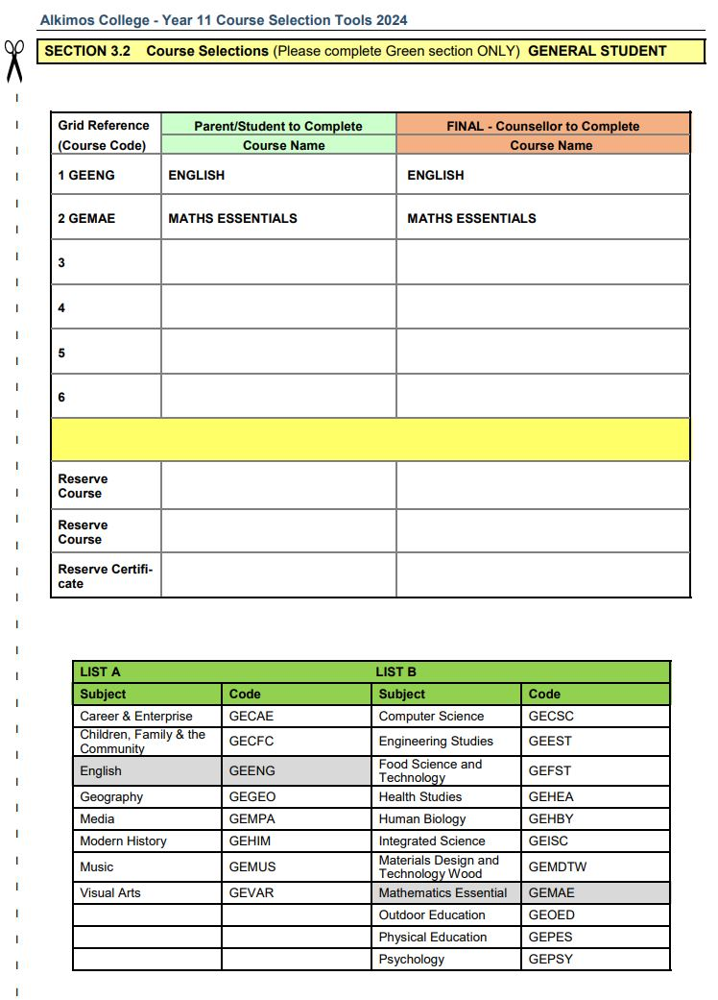 Alkimos College - Year 11 Course Selection Tools 2024
SECTION 3.2 Course Selections (Please complete Green section ONLY) GENERAL STUDENT
Grid Reference (Course Code) Parent/Student to Complete FINAL - Counsellor to Complete
Course Name Course Name
1 GEENG ENGLISH ENGLISH
2 GEMAE MATHS ESSENTIALS MATHS ESSENTIALS
3
4
5
6
Reserve
Course
Reserve
Course
Reserve Certifi-
cate
LIST A LIST B
Subject Code Subject Code
Career & Enterprise GECAE Computer Science GECSC
Children, Family & the Community GECFC Engineering Studies GEEST
English GEENG Food Science and Technology GEFST
Geography GEGEO Health Studies GEHEA
Media GEMPA Human Biology GEHBY
Modern History GEHIM Integrated Science GEISC
Music GEMUS Materials Design and Technology Wood GEMDTW
Visual Arts GEVAR Mathematics Essential GEMAE
Outdoor Education GEOED
Physical Education GEPES
Psychology GEPSY